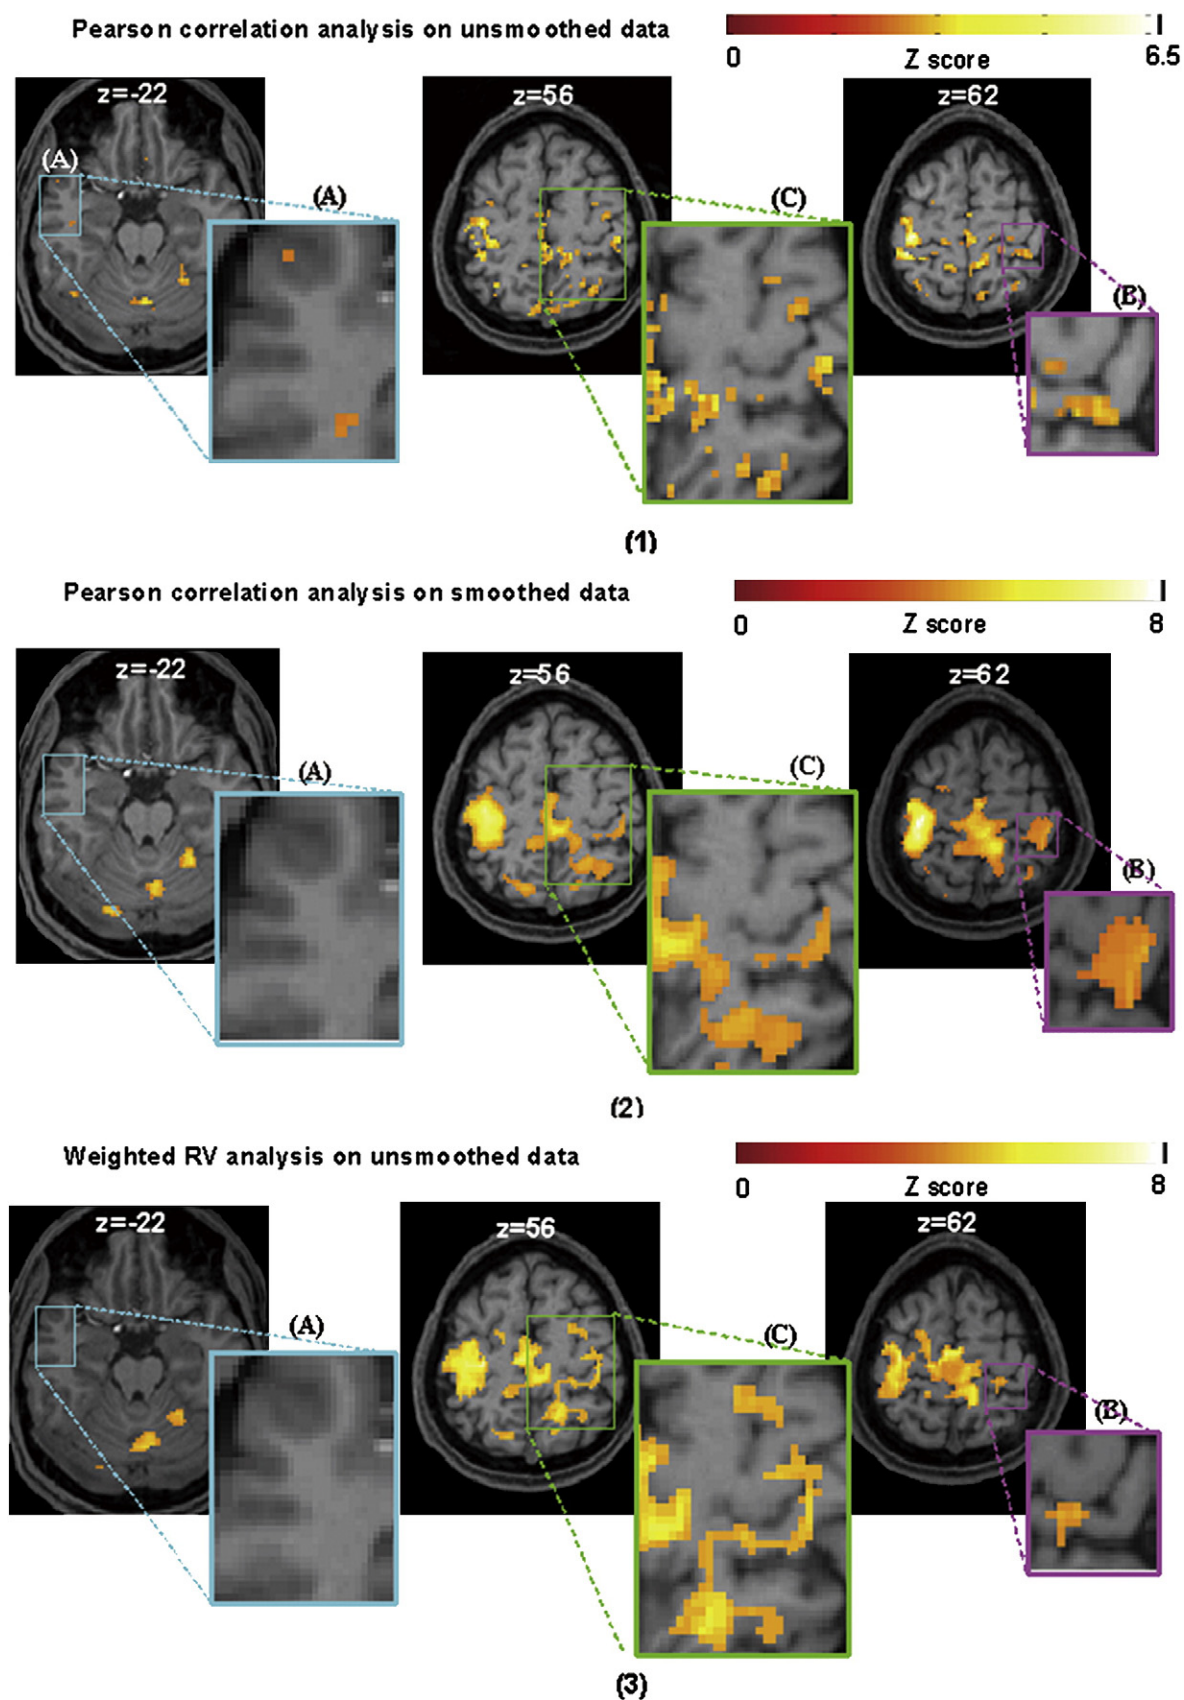 Pearson correlation analysis on unsmoothed data
0 Z score 6.5
z=-22 z=56 z=62
(A) (A) (C) (B)
(1)
Pearson correlation analysis on smoothed data
0 Z score 8
z=-22 z=56 z=62
(A) (C) (B)
(2)
Weighted RV analysis on unsmoothed data
0 Z score 8
z=-22 z=56 z=62
(A) (C) (B)
(3)